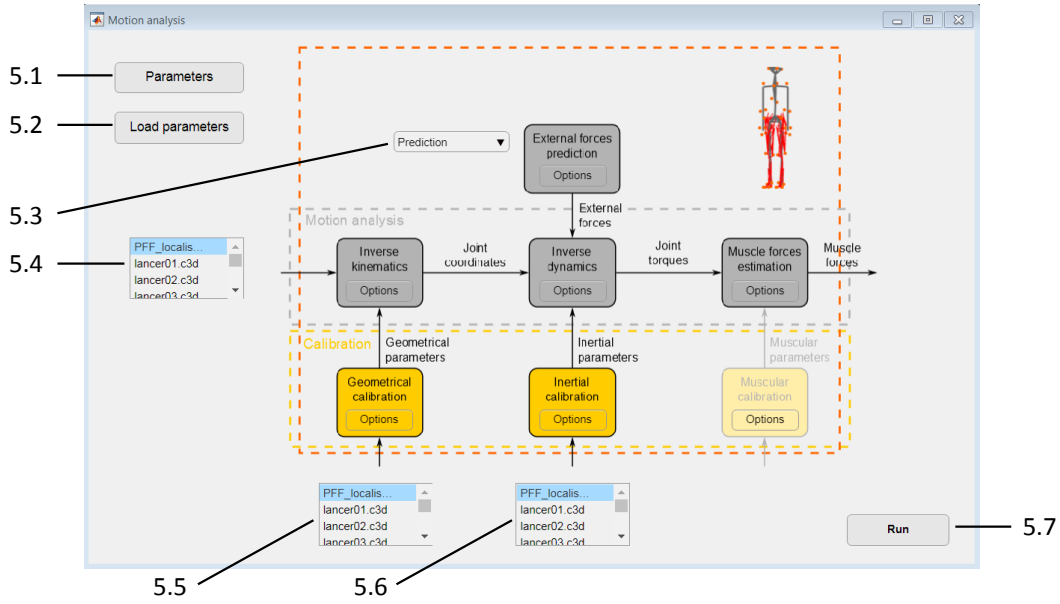 Motion analysis
5.1
Parameters
5.2
Load parameters
5.3
Prediction
External forces
prediction
Options
External
forces
Motion analysis
5.4
PFF_localis...
lancer01.c3d
lancer02.c3d
lancer03.c3d
Inverse
kinematics
Options
Joint
coordinates
Inverse
dynamics
Options
Joint
torques
Muscle forces
estimation
Options
Muscle
forces
Calibration
Geometrical
parameters
Inertial
parameters
Muscular
parameters
Geometrical
calibration
Options
Inertial
calibration
Options
Muscular
calibration
Options
PFF_localis...
lancer01.c3d
lancer02.c3d
lancer03.c3d
PFF_localis...
lancer01.c3d
lancer02.c3d
lancer03.c3d
Run
5.7
5.5
5.6